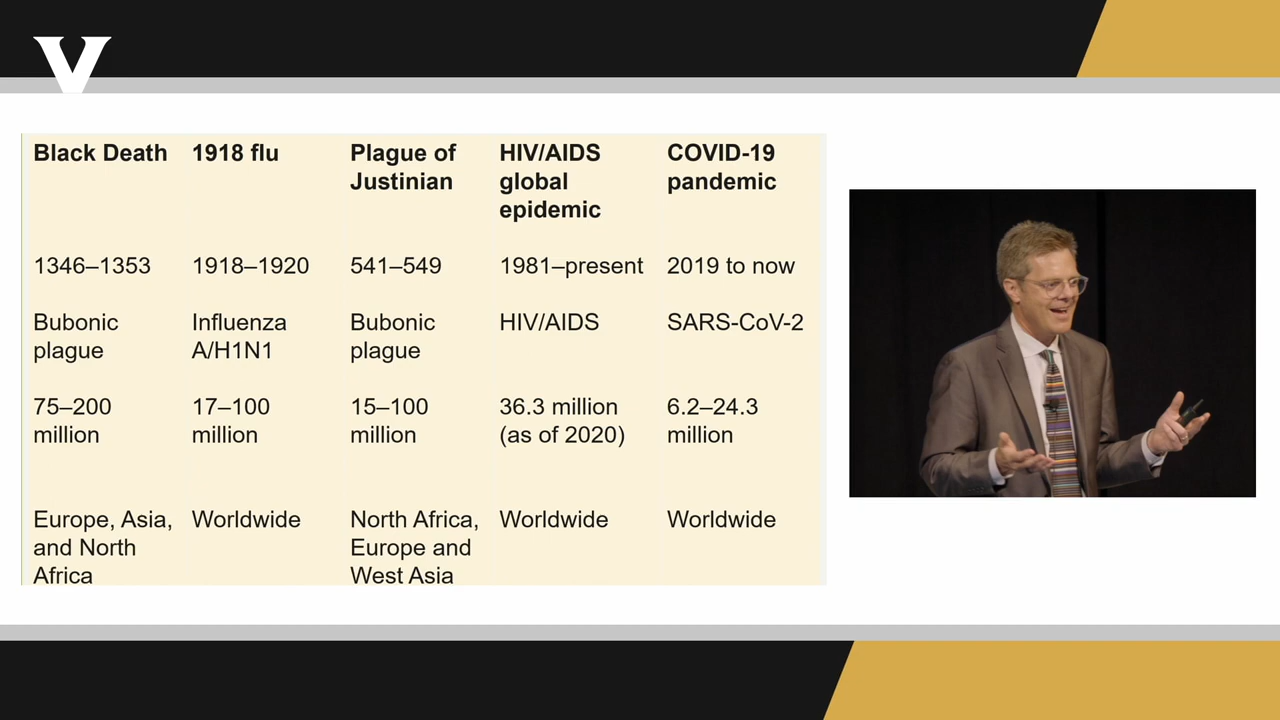 V
Black Death 1918 flu Plague of HIV/AIDS COVID-19
Justinian global pandemic
epidemic
1346–1353 1918–1920 541–549 1981–present 2019 to now
Bubonic Influenza Bubonic HIV/AIDS SARS-CoV-2
plague A/H1N1 plague
75–200 17–100 15–100 36.3 million 6.2–24.3
million million million (as of 2020) million
Europe, Asia, Worldwide North Africa, Worldwide Worldwide
and North Europe and
Africa West Asia